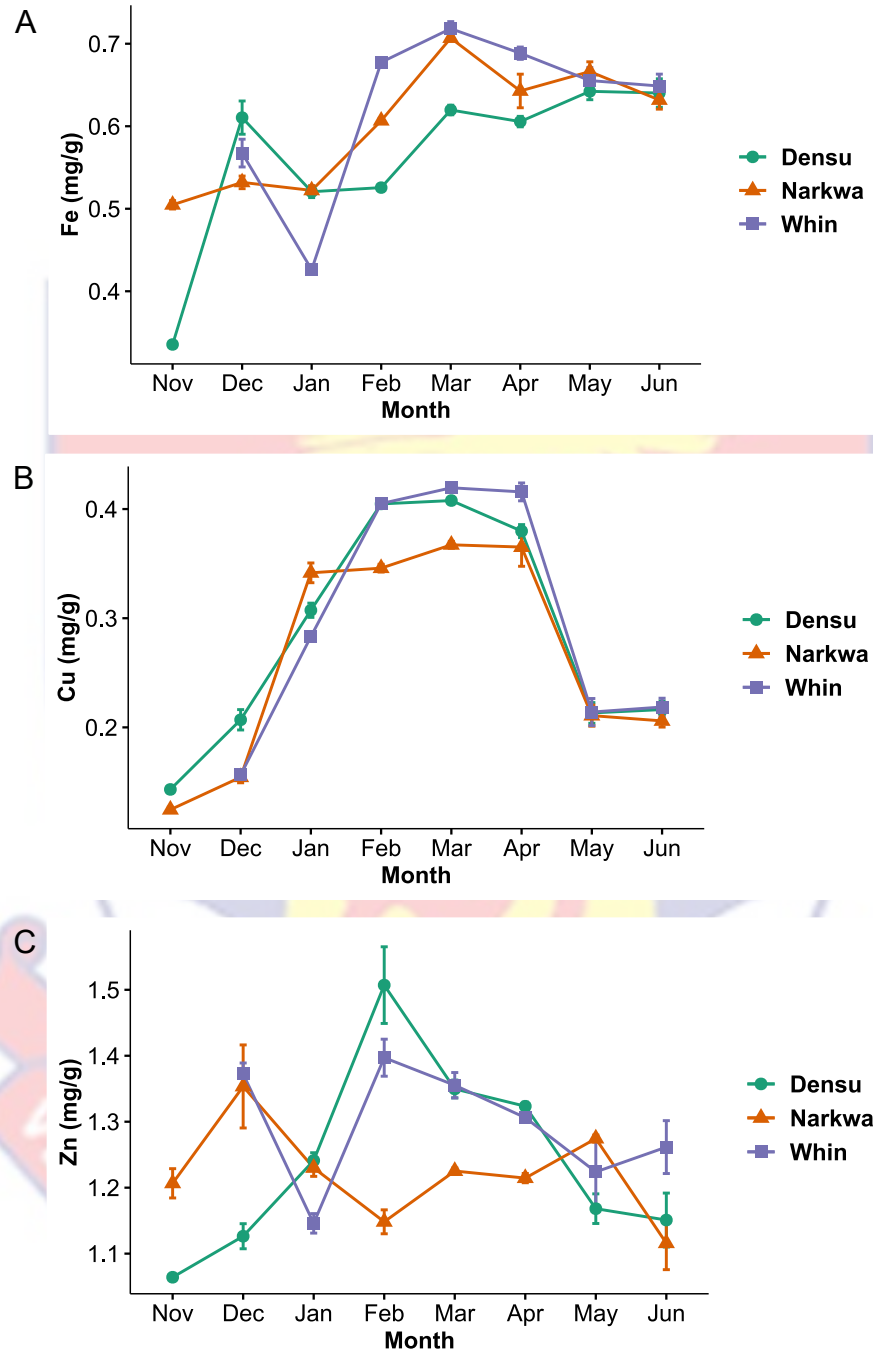 A
0.7
0.6
0.5
0.4
Fe (mg/g)
Nov Dec Jan Feb Mar Apr May Jun
Month
Densu
Narkwa
Whin
B
0.4
0.3
0.2
Cu (mg/g)
Nov Dec Jan Feb Mar Apr May Jun
Month
Densu
Narkwa
Whin
C
1.5
1.4
1.3
1.2
1.1
Zn (mg/g)
Nov Dec Jan Feb Mar Apr May Jun
Month
Densu
Narkwa
Whin